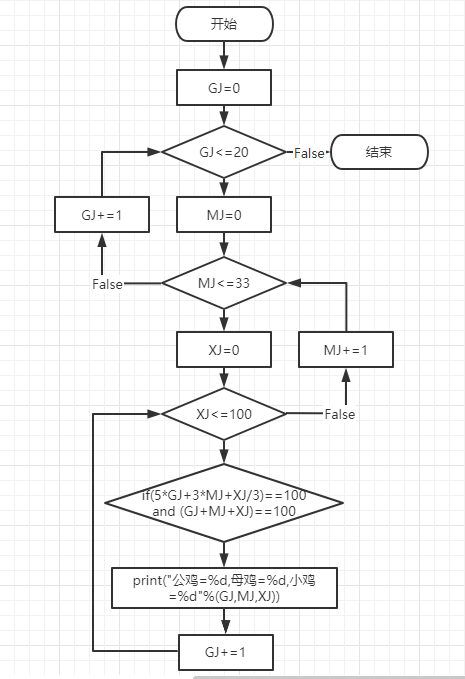 开始
GJ=0
GJ<=20
False
结束
GJ+=1
MJ=0
False
MJ<=33
XJ=0
MJ+=1
XJ<=100
False
if(5*GJ+3*MJ+XJ/3)==100
and (GJ+MJ+XJ)==100
print("公鸡=%d,母鸡=%d,小鸡
=%d"%(GJ,MJ,XJ))
GJ+=1